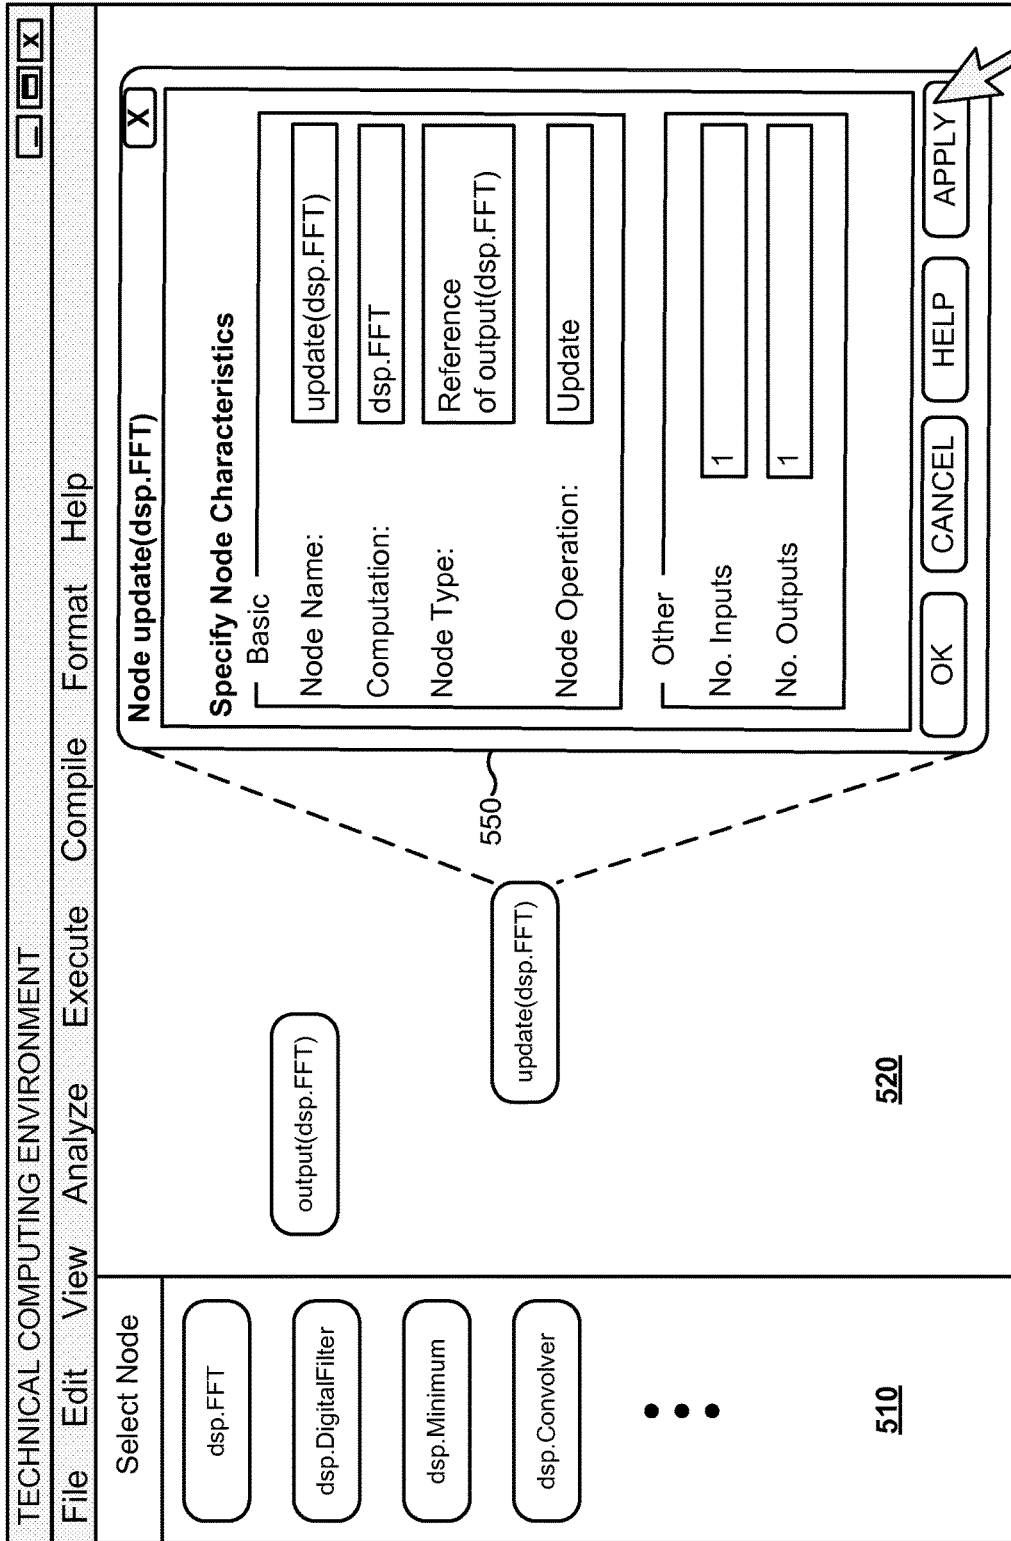 TECHNICAL COMPUTING ENVIRONMENT
_ X
File Edit View Analyze Execute Compile Format Help
Select Node
dsp.FFT
dsp.DigitalFilter
dsp.Minimum
dsp.Convolver
510
output(dsp.FFT)
update(dsp.FFT)
520
550
Node update(dsp.FFT)
X
Specify Node Characteristics
Basic
Node Name: update(dsp.FFT)
Computation: dsp.FFT
Node Type: Reference
of output(dsp.FFT)
Node Operation: Update
Other
No. Inputs 1
No. Outputs 1
OK CANCEL HELP APPLY